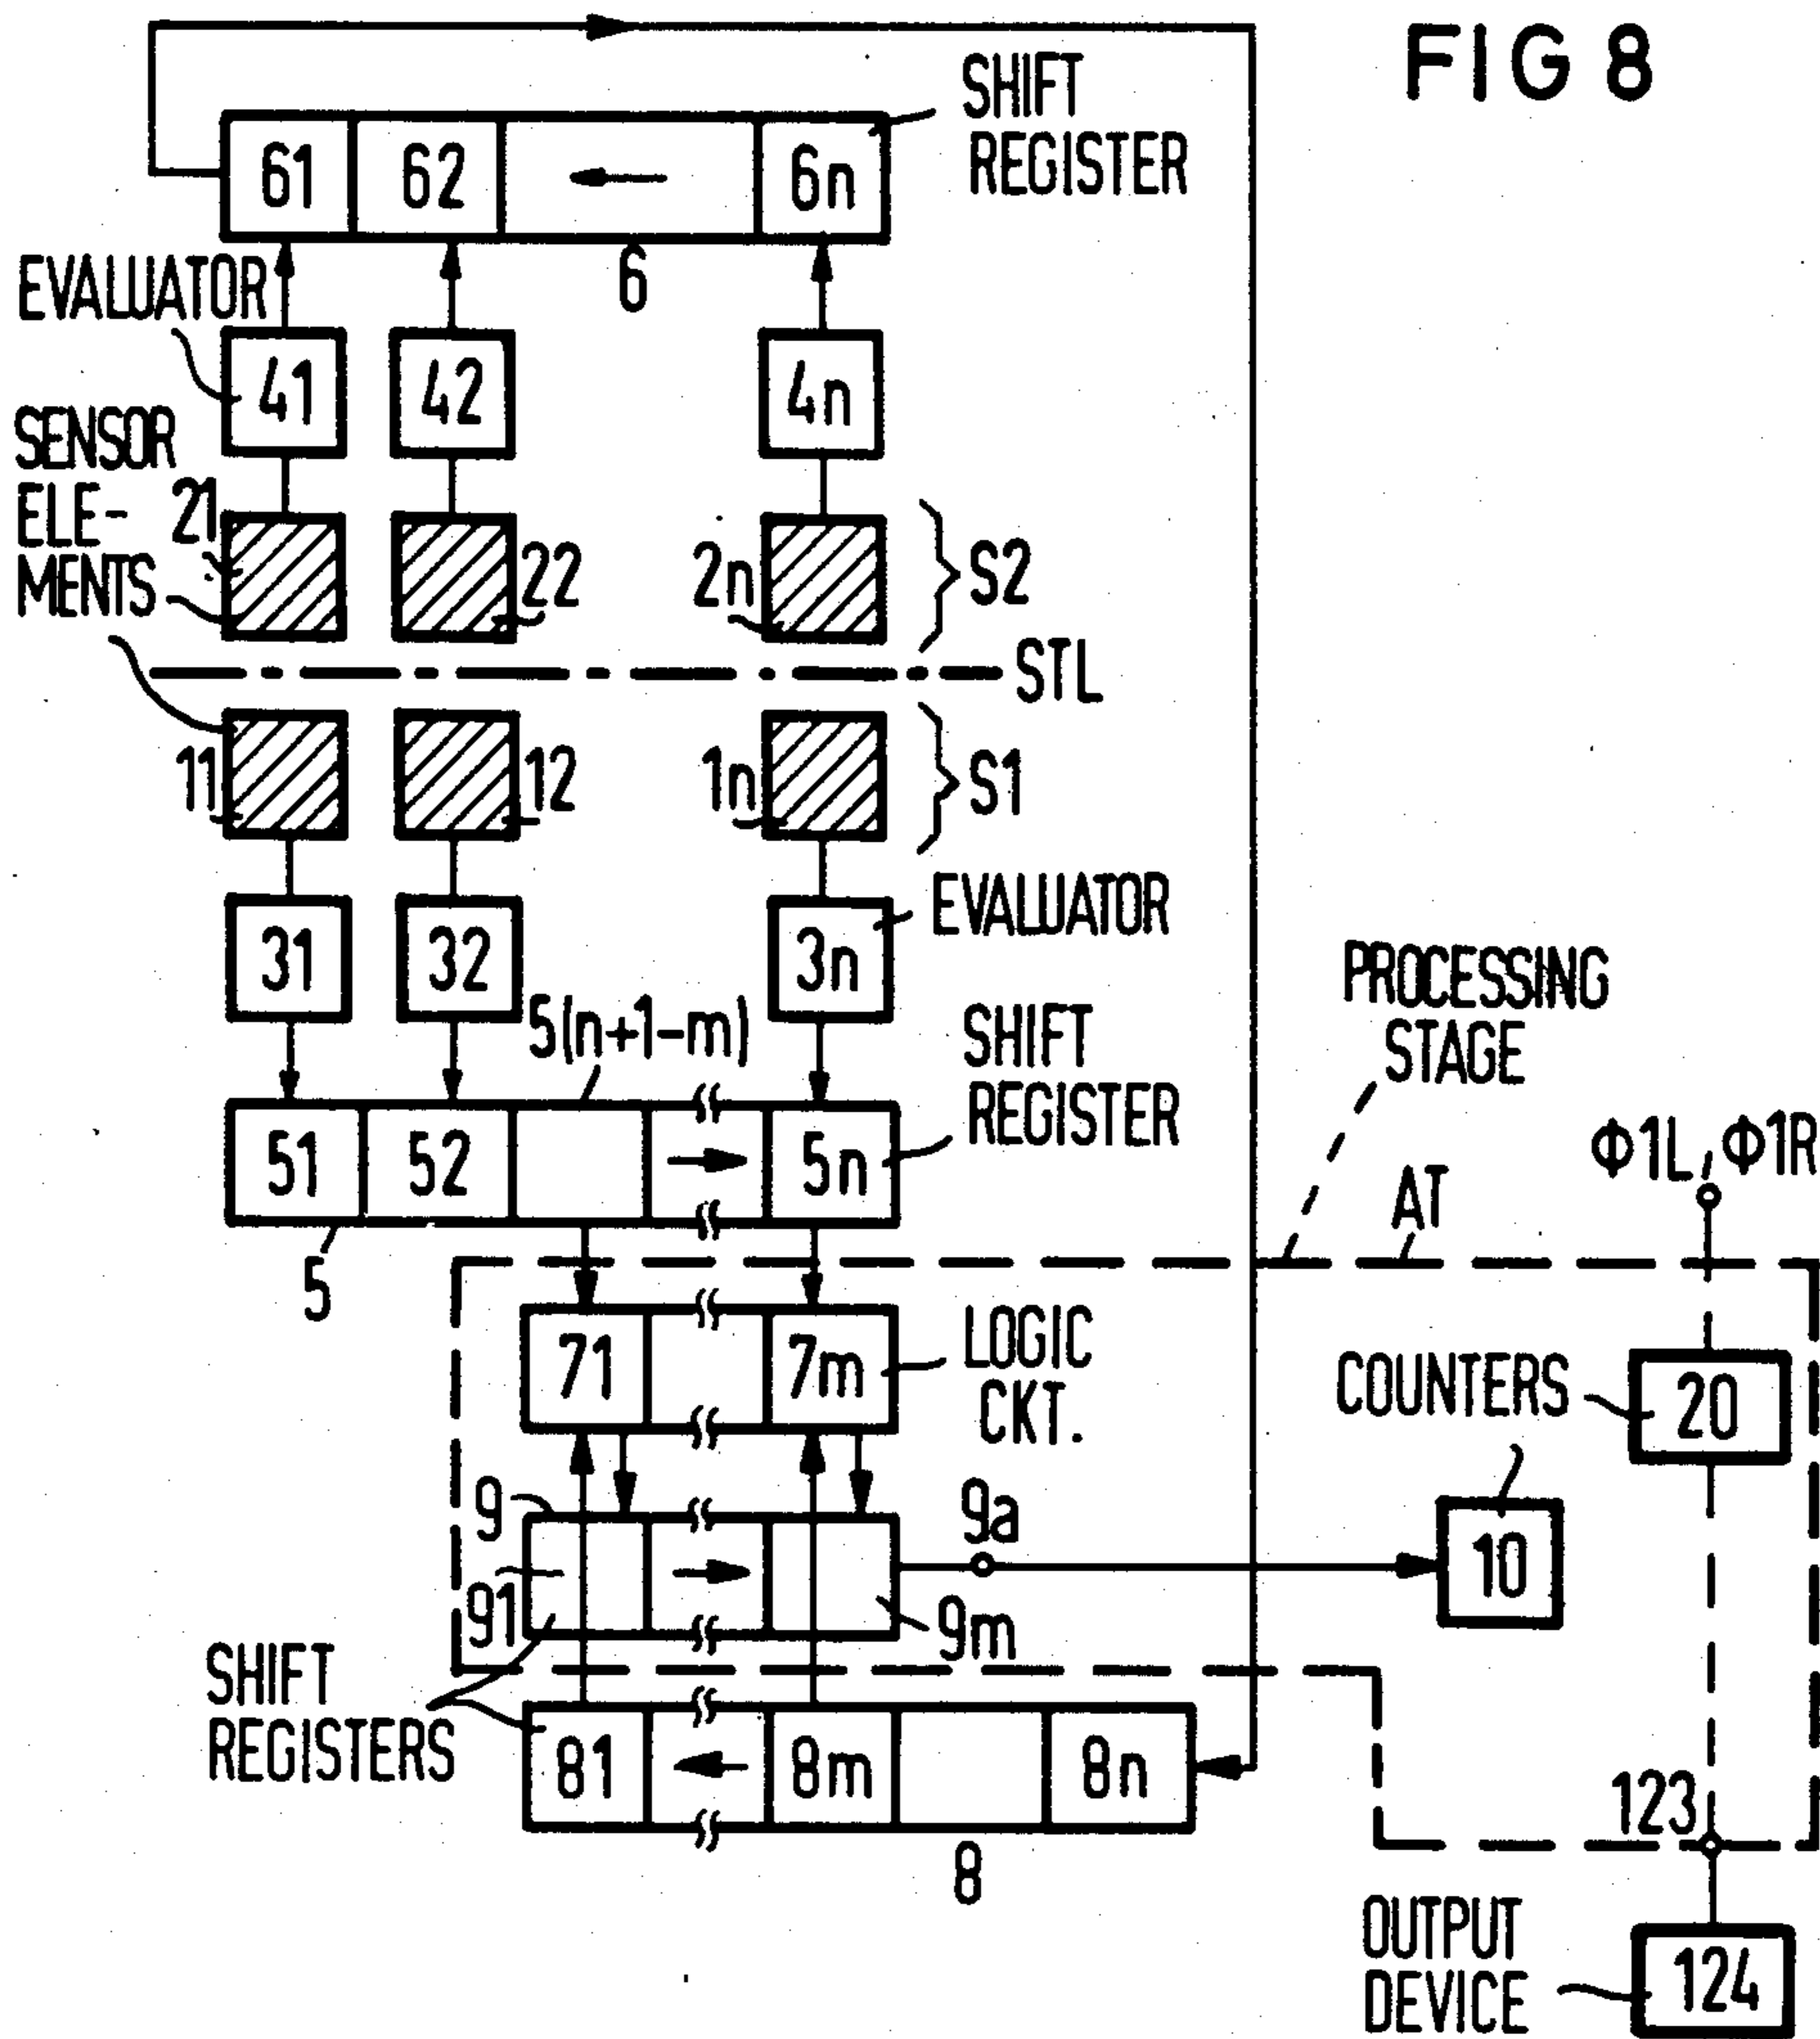 FIG 8
SHIFT
REGISTER
61 62 6n
6
EVALUATOR
41 42 4n
SENSOR
ELE-
MENTS
21 22 2n S2
STL
11 12 1n S1
EVALUATOR
31 32 3n
5(n+1-m)
SHIFT
REGISTER
51 52 5n
5
PROCESSING
STAGE
AT
Φ1L, Φ1R
71 7m
LOGIC
CKT.
COUNTERS
20
9
91
9a
9m
10
SHIFT
REGISTERS
81 8m 8n
8
123
OUTPUT
DEVICE
124